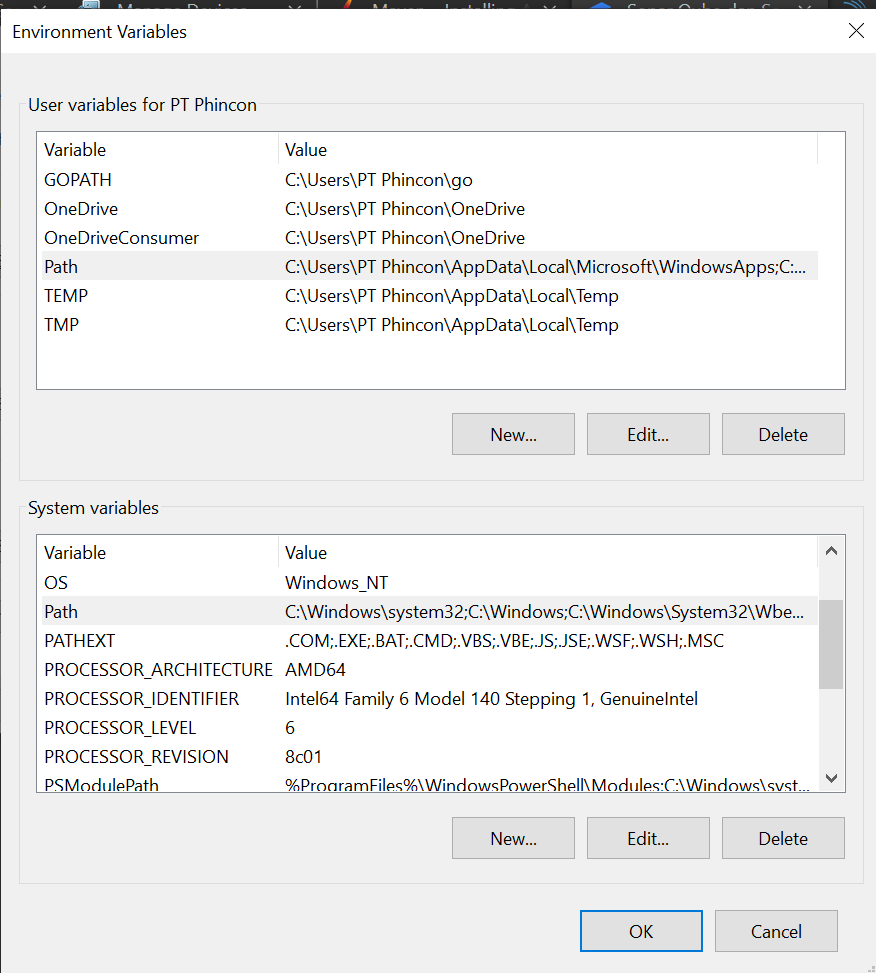 Environment Variables
User variables for PT Phincon
Variable Value
GOPATH C:\Users\PT Phincon\go
OneDrive C:\Users\PT Phincon\OneDrive
OneDriveConsumer C:\Users\PT Phincon\OneDrive
Path C:\Users\PT Phincon\AppData\Local\Microsoft\WindowsApps;C:...
TEMP C:\Users\PT Phincon\AppData\Local\Temp
TMP C:\Users\PT Phincon\AppData\Local\Temp
New... Edit... Delete
System variables
Variable Value
OS Windows_NT
Path C:\Windows\system32;C:\Windows;C:\Windows\System32\Wbe...
PATHEXT .COM;.EXE;.BAT;.CMD;.VBS;.VBE;.JS;.JSE;.WSF;.WSH;.MSC
PROCESSOR_ARCHITECTURE AMD64
PROCESSOR_IDENTIFIER Intel64 Family 6 Model 140 Stepping 1, GenuineIntel
PROCESSOR_LEVEL 6
PROCESSOR_REVISION 8c01
PSModulePath %ProgramFiles%\WindowsPowerShell\Modules;C:\Windows\syst...
New... Edit... Delete
OK Cancel